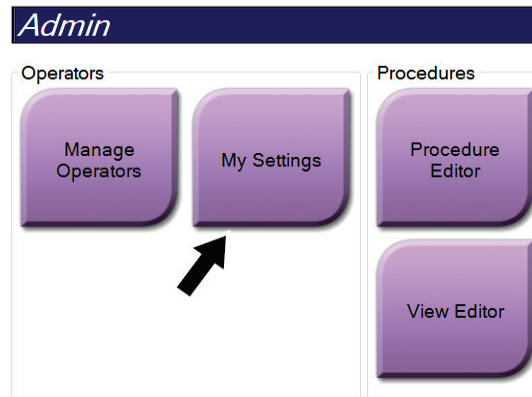 Admin
Operators
Procedures
Manage
Operators
My Settings
Procedure
Editor
View Editor